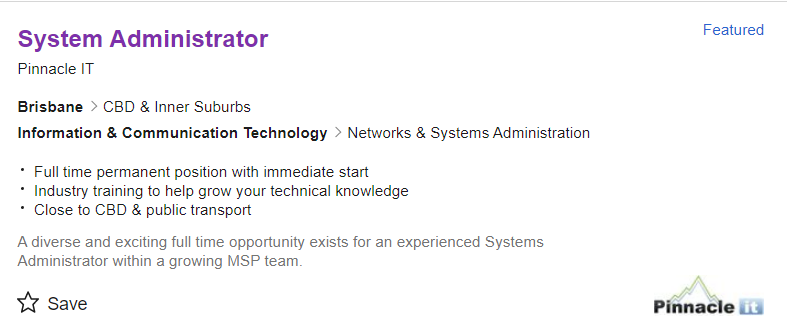 System Administrator
Featured
Pinnacle IT
Brisbane > CBD & Inner Suburbs
Information & Communication Technology > Networks & Systems Administration
• Full time permanent position with immediate start
• Industry training to help grow your technical knowledge
• Close to CBD & public transport
A diverse and exciting full time opportunity exists for an experienced Systems
Administrator within a growing MSP team.
Save
Pinnacle it